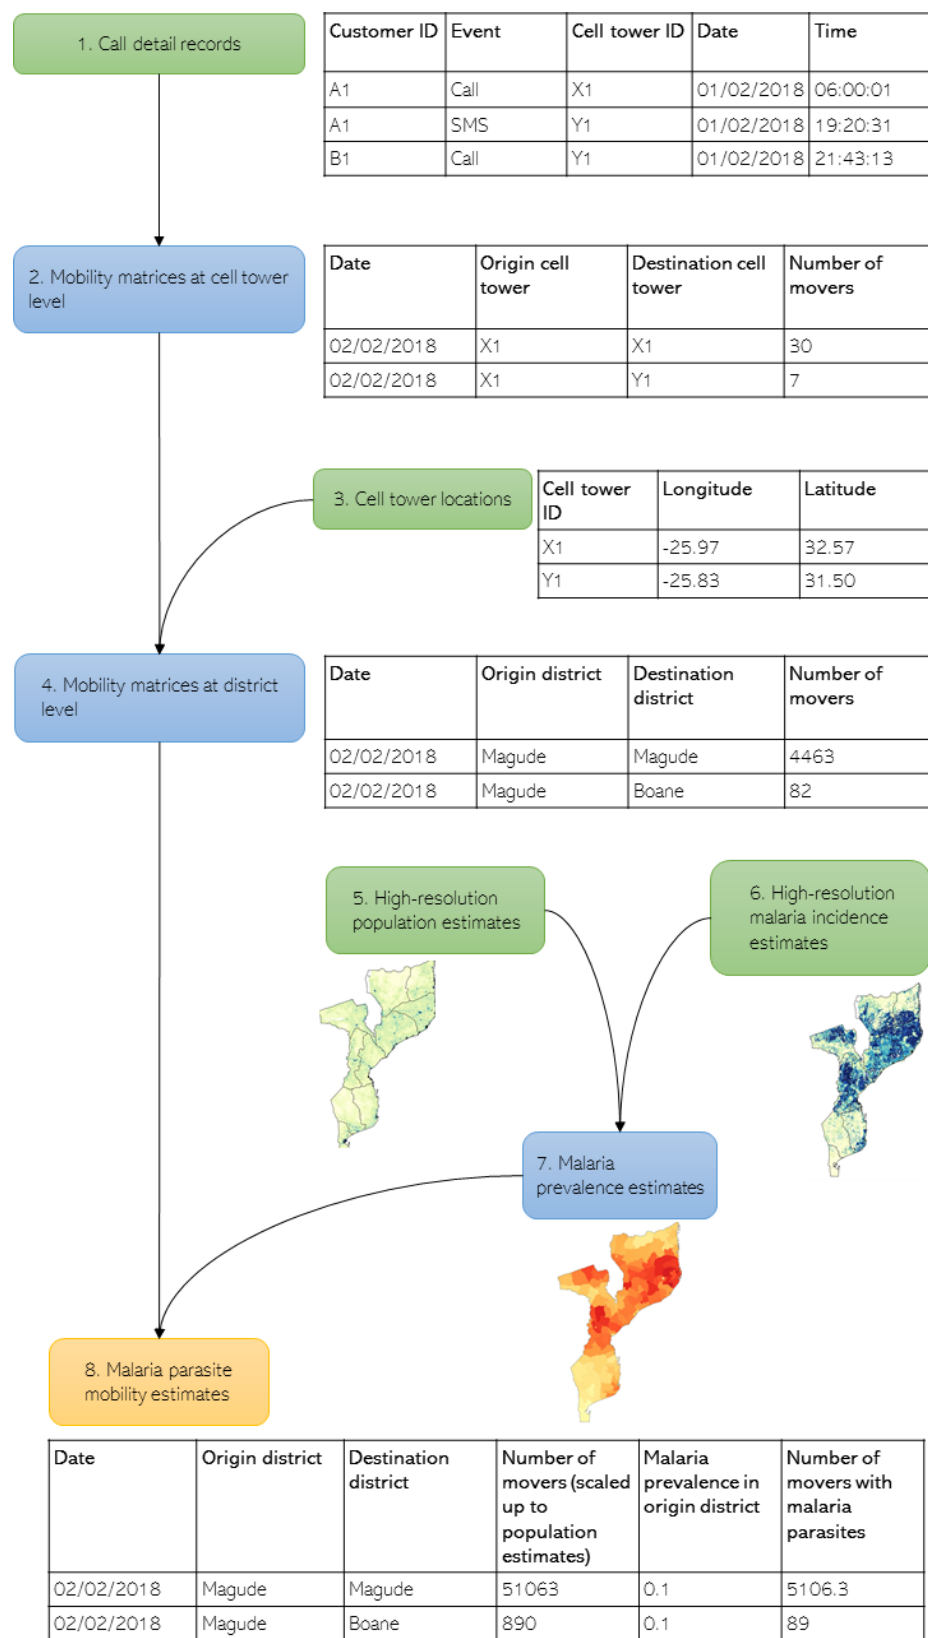 1. Call detail records
Customer ID Event Cell tower ID Date Time
A1 Call X1 01/02/2018 06:00:01
A1 SMS Y1 01/02/2018 19:20:31
B1 Call Y1 01/02/2018 21:43:13
2. Mobility matrices at cell tower
level
Date Origin cell Destination cell Number of
tower tower movers
02/02/2018 X1 X1 30
02/02/2018 X1 Y1 7
3. Cell tower locations
Cell tower Longitude Latitude
ID
X1 -25.97 32.57
Y1 -25.83 31.50
4. Mobility matrices at district
level
Date Origin district Destination Number of
district movers
02/02/2018 Magude Magude 4463
02/02/2018 Magude Boane 82
5. High-resolution
population estimates
6. High-resolution
malaria incidence
estimates
7. Malaria
prevalence estimates
8. Malaria parasite
mobility estimates
Date Origin district Destination Number of Malaria Number of
district movers (scaled prevalence in movers with
up to origin district malaria
population parasites
estimates)
02/02/2018 Magude Magude 51063 0.1 5106.3
02/02/2018 Magude Boane 890 0.1 89